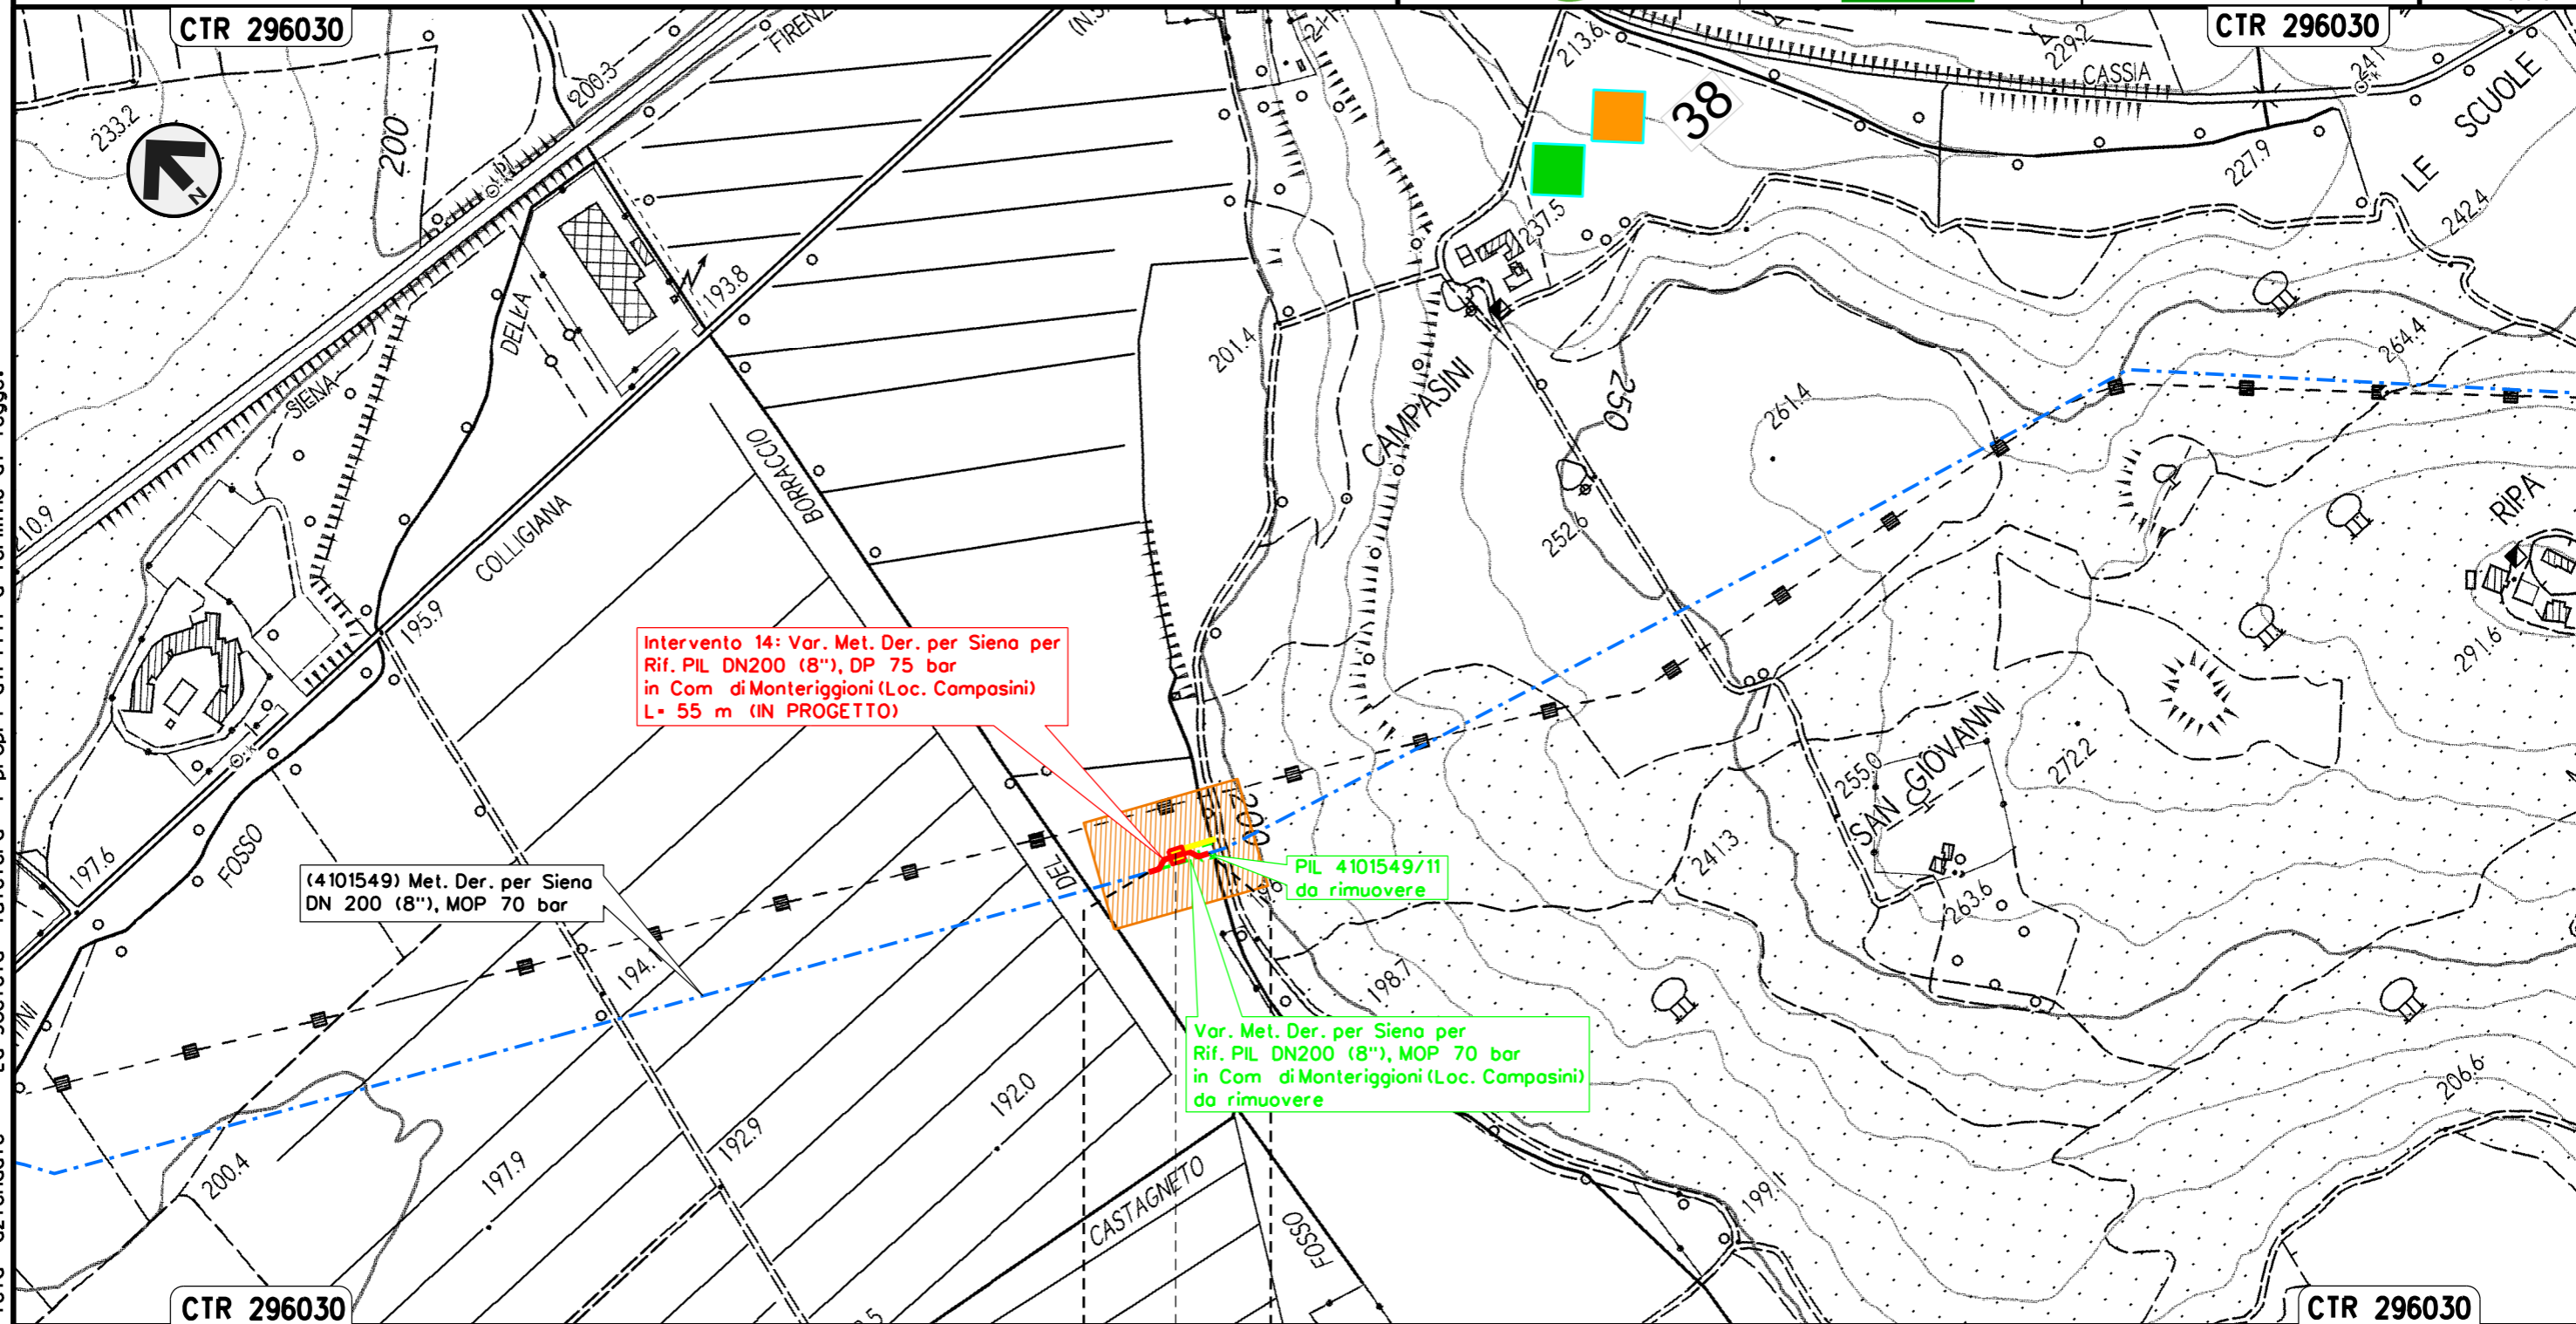 CTR 296030
CTR 296030
200.3
(N.5
213.6
229.2
CASSIA
LE SCUOLE
233.2
200
38
N
227.9
242.4
237.5
193.8
DELLA
201.4
264.4
SIENA
CAMPASINI
250
261.4
BORRACCIO
210.9
COLLIGIANA
252.6
RIPA
195.9
291.6
Intervento 14: Var. Met. Der. per Siena per
Rif. PIL DN200 (8"), DP 75 bar
in Com di Monteriggioni (Loc. Campasini)
L= 55 m (IN PROGETTO)
SAN GIOVANNI
255.0
272.2
200
197.6
FOSSO
DEL
241.3
PIL 4101549/11
da rimuovere
(4101549) Met. Der. per Siena
DN 200 (8"), MOP 70 bar
263.6
194.1
198.7
Var. Met. Der. per Siena per
Rif. PIL DN200 (8"), MOP 70 bar
in Com di Monteriggioni (Loc. Campasini)
da rimuovere
192.0
206.6
192.9
200.4
197.9
CASTAGNETO
FOSSO
199.1
CTR 296030
CTR 296030